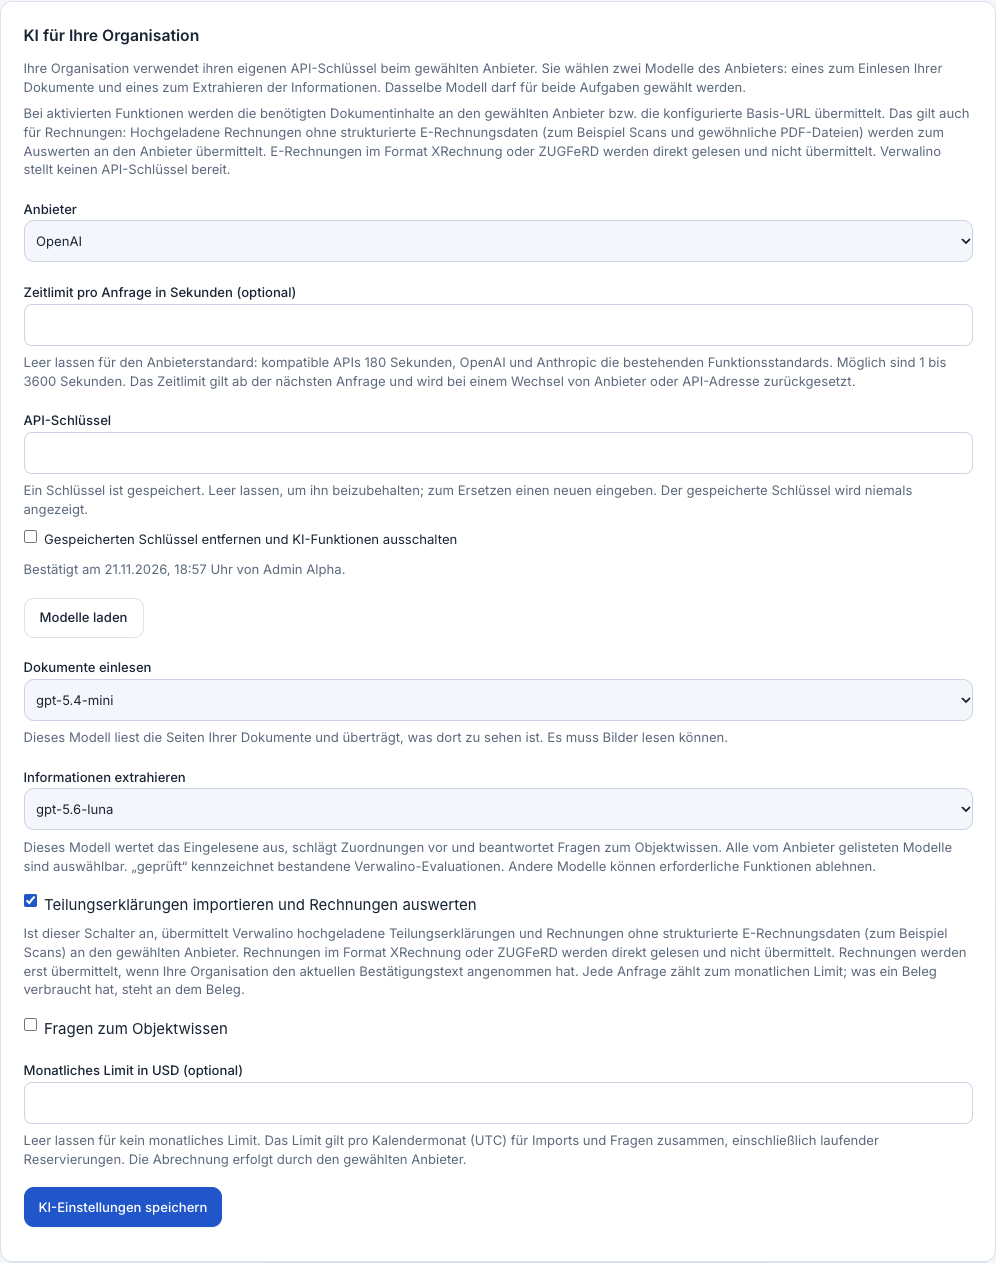 KI für Ihre Organisation
Ihre Organisation verwendet ihren eigenen API-Schlüssel beim gewählten Anbieter. Sie wählen zwei Modelle des Anbieters: eines zum Einlesen Ihrer
Dokumente und eines zum Extrahieren der Informationen. Dasselbe Modell darf für beide Aufgaben gewählt werden.
Bei aktivierten Funktionen werden die benötigten Dokumentinhalte an den gewählten Anbieter bzw. die konfigurierte Basis-URL übermittelt. Das gilt auch
für Rechnungen: Hochgeladene Rechnungen ohne strukturierte E-Rechnungsdaten (zum Beispiel Scans und gewöhnliche PDF-Dateien) werden zum
Auswerten an den Anbieter übermittelt. E-Rechnungen im Format XRechnung oder ZUGFeRD werden direkt gelesen und nicht übermittelt. Verwalino
stellt keinen API-Schlüssel bereit.
Anbieter
OpenAI
Zeitlimit pro Anfrage in Sekunden (optional)
Leer lassen für den Anbieterstandard: kompatible APIs 180 Sekunden, OpenAI und Anthropic die bestehenden Funktionsstandards. Möglich sind 1 bis
3600 Sekunden. Das Zeitlimit gilt ab der nächsten Anfrage und wird bei einem Wechsel von Anbieter oder API-Adresse zurückgesetzt.
API-Schlüssel
Ein Schlüssel ist gespeichert. Leer lassen, um ihn beizubehalten; zum Ersetzen einen neuen eingeben. Der gespeicherte Schlüssel wird niemals
angezeigt.
Gespeicherten Schlüssel entfernen und KI-Funktionen ausschalten
Bestätigt am 21.11.2026, 18:57 Uhr von Admin Alpha.
Modelle laden
Dokumente einlesen
gpt-5.4-mini
Dieses Modell liest die Seiten Ihrer Dokumente und überträgt, was dort zu sehen ist. Es muss Bilder lesen können.
Informationen extrahieren
gpt-5.6-luna
Dieses Modell wertet das Eingelesene aus, schlägt Zuordnungen vor und beantwortet Fragen zum Objektwissen. Alle vom Anbieter gelisteten Modelle
sind auswählbar. „geprüft“ kennzeichnet bestandene Verwalino-Evaluationen. Andere Modelle können erforderliche Funktionen ablehnen.
Teilungserklärungen importieren und Rechnungen auswerten
Ist dieser Schalter an, übermittelt Verwalino hochgeladene Teilungserklärungen und Rechnungen ohne strukturierte E-Rechnungsdaten (zum Beispiel
Scans) an den gewählten Anbieter. Rechnungen im Format XRechnung oder ZUGFeRD werden direkt gelesen und nicht übermittelt. Rechnungen werden
erst übermittelt, wenn Ihre Organisation den aktuellen Bestätigungstext angenommen hat. Jede Anfrage zählt zum monatlichen Limit; was ein Beleg
verbraucht hat, steht an dem Beleg.
Fragen zum Objektwissen
Monatliches Limit in USD (optional)
Leer lassen für kein monatliches Limit. Das Limit gilt pro Kalendermonat (UTC) für Imports und Fragen zusammen, einschließlich laufender
Reservierungen. Die Abrechnung erfolgt durch den gewählten Anbieter.
KI-Einstellungen speichern